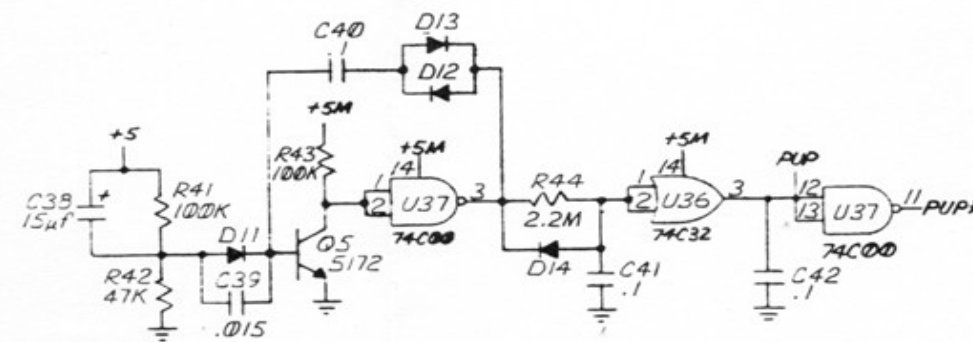 C40
.1
D13
D12
+5M
+5
R43
100K
+5M
14
C38
15µf
+
R41
100K
1
2
U37
3
74C00
D11
Q5
5172
R42
47K
C39
.015
R44
2.2M
D14
C41
.1
+5M
14
1
2
U36
3
74C32
PUP
12
13
U37
11
PUP1
74C00
C42
.1